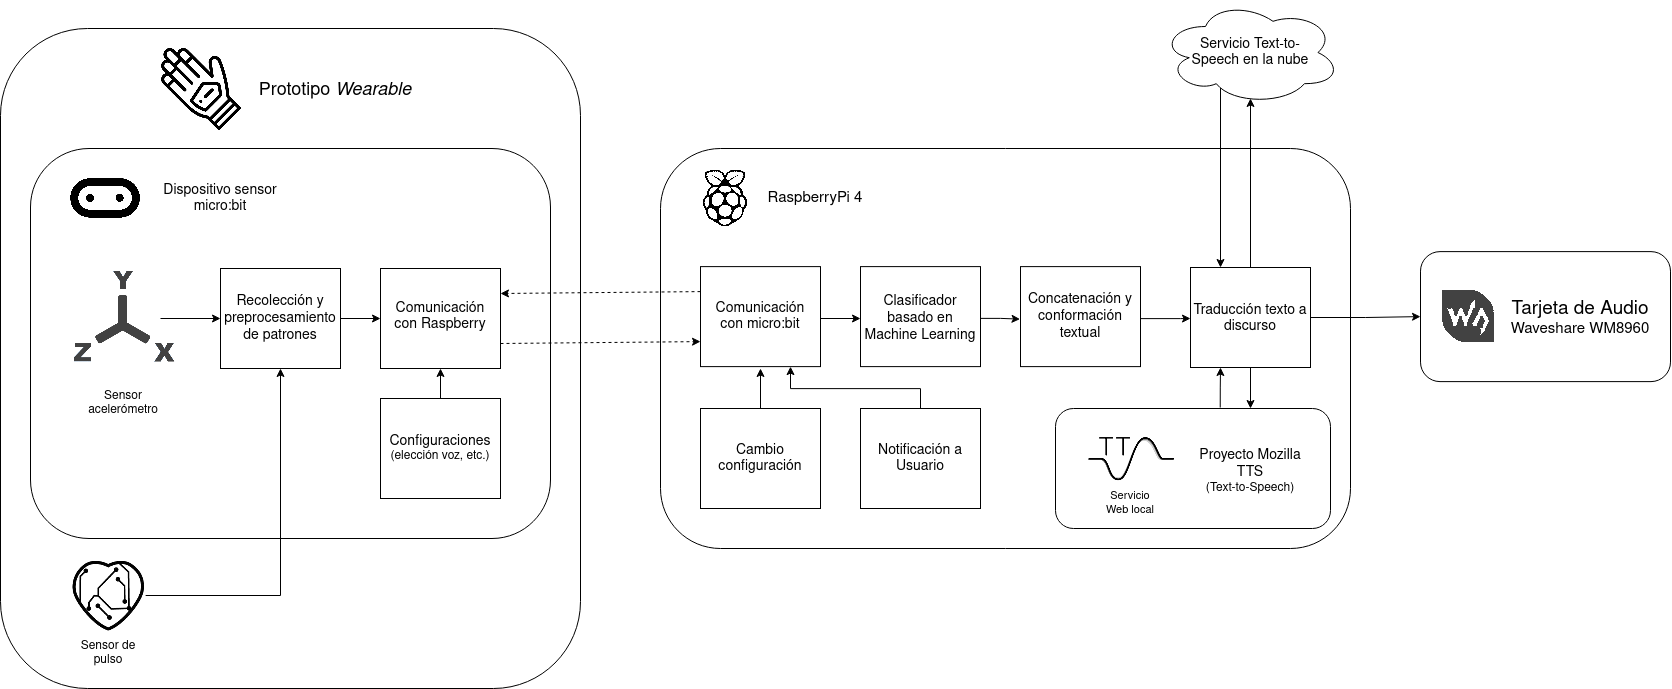 Prototipo Wearable
Dispositivo sensor
micro:bit
Y
Z
X
Sensor
acelerómetro
Recolección y
preprocesamiento
de patrones
Comunicación
con Raspberry
Configuraciones
(elección voz, etc.)
Sensor de
pulso
RaspberryPi 4
Comunicación
con micro:bit
Clasificador
basado en
Machine Learning
Concatenación y
conformación
textual
Traducción texto a
discurso
Cambio
configuración
Notificación a
Usuario
TT
Servicio
Web local
Proyecto Mozilla
TTS
(Text-to-Speech)
Servicio Text-to-
Speech en la nube
Tarjeta de Audio
Waveshare WM8960